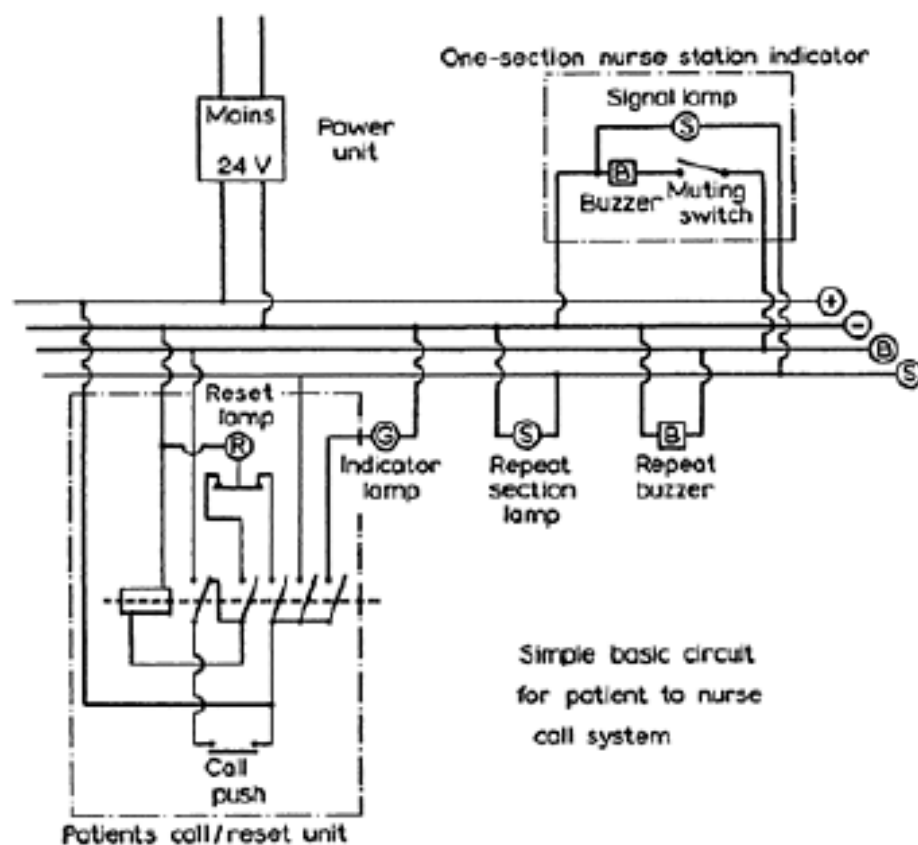 One-section nurse station indicator
Signal lamp
S
Mains
24 V
Power
unit
B
Buzzer
Muting
switch
+
−
B
S
Reset
lamp
R
G
Indicator
lamp
S
Repeat
section
lamp
B
Repeat
buzzer
Simple basic circuit
for patient to nurse
call system
Call
push
Patients call/reset unit